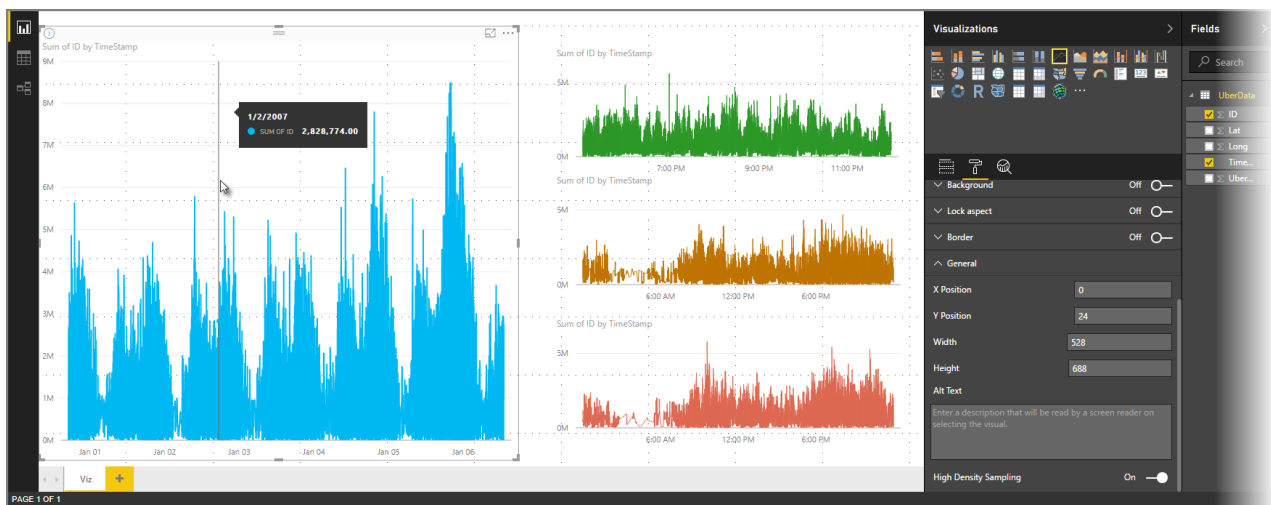 Sum of ID by TimeStamp
9M
8M
7M
6M
5M
4M
3M
2M
1M
0M
Jan 01 Jan 02 Jan 03 Jan 04 Jan 05 Jan 06
1/2/2007
SUM OF ID 2,828,774.00
Sum of ID by TimeStamp
5M
0M
7:00 PM 9:00 PM 11:00 PM
Sum of ID by TimeStamp
5M
0M
6:00 AM 12:00 PM 6:00 PM
Sum of ID by TimeStamp
5M
0M
6:00 AM 12:00 PM 6:00 PM
Viz
PAGE 1 OF 1
Visualizations
R
123
Background Off
Lock aspect Off
Border Off
General
X Position 0
Y Position 24
Width 528
Height 688
Alt Text
Enter a description that will be read by a screen reader on
selecting the visual.
High Density Sampling On
Fields
Search
UberData
ID
Lat
Long
Time...
Uber...